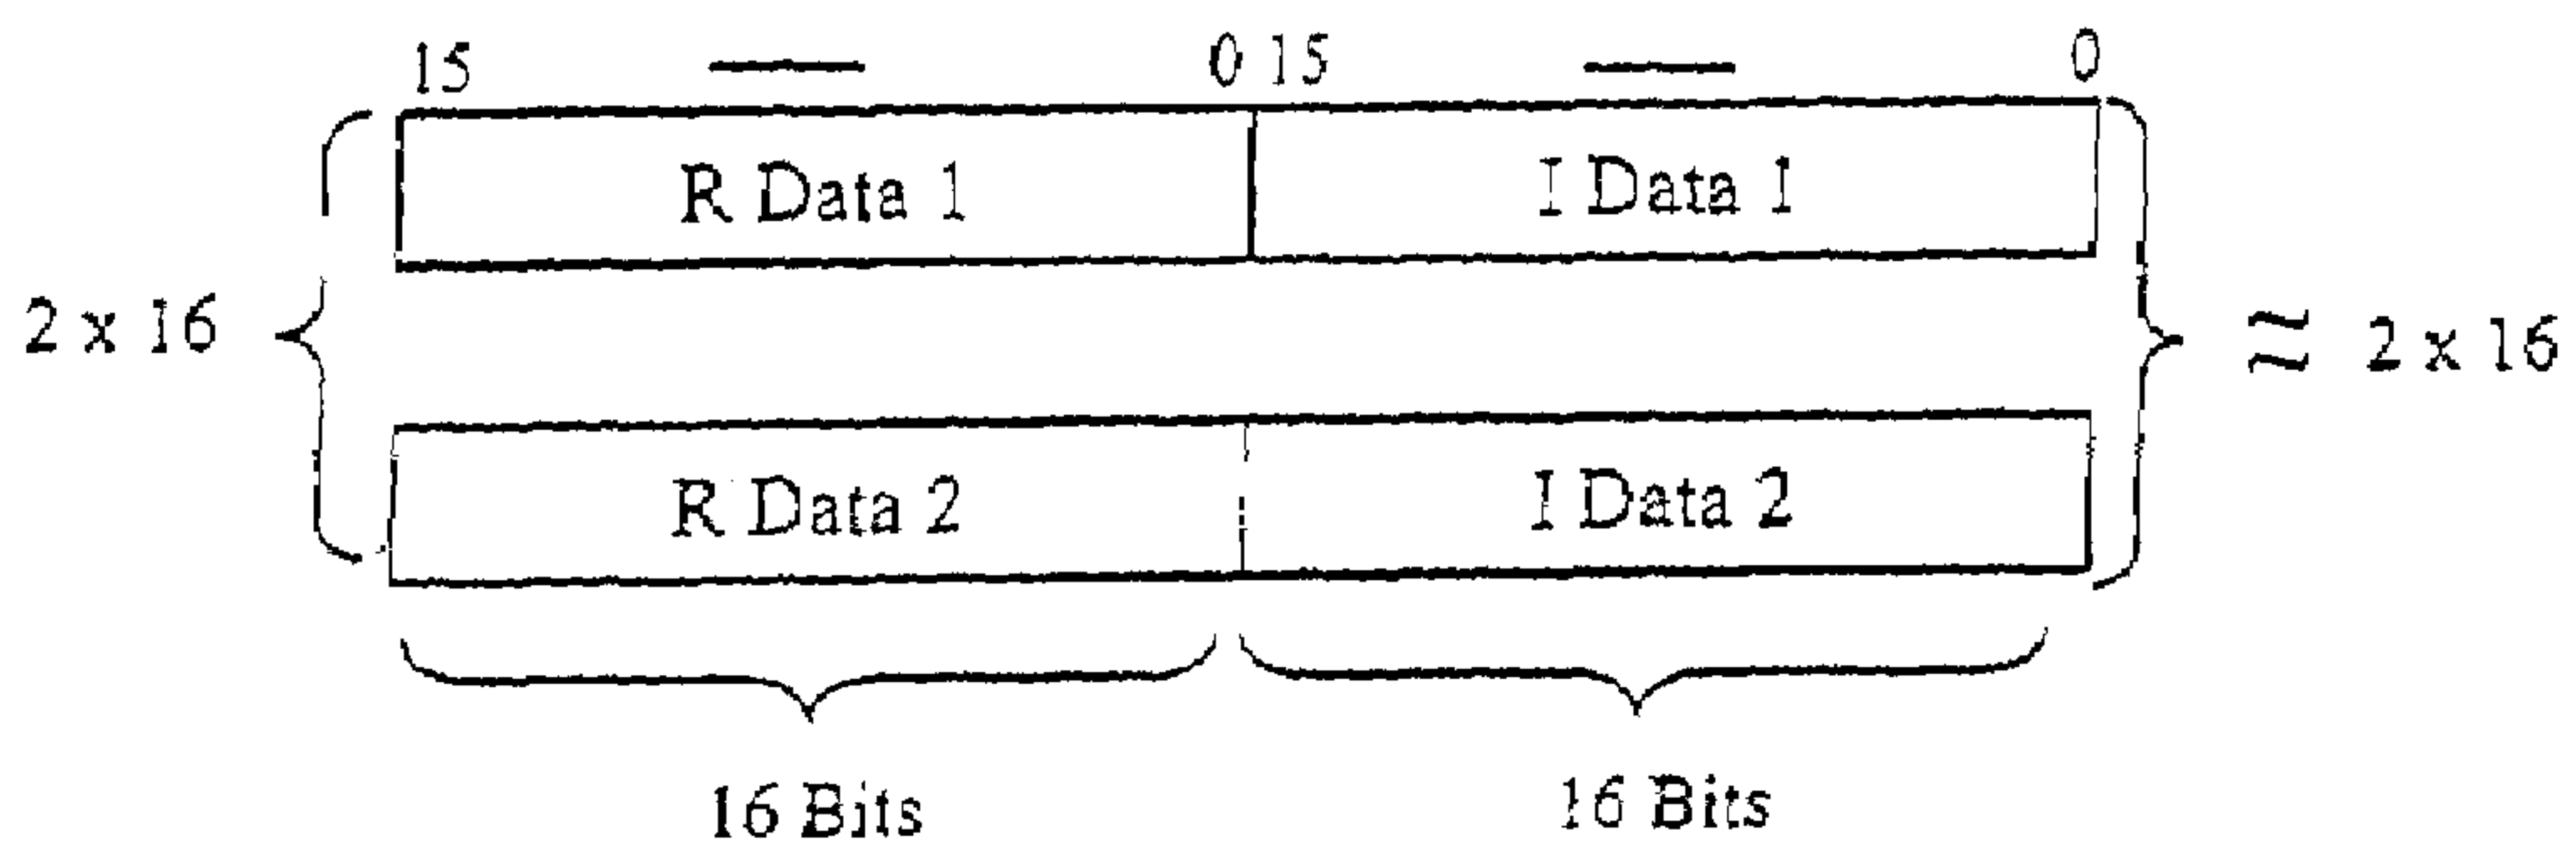 15 — 0 15 — 0
R Data 1 I Data 1
2 x 16 ≈ 2 x 16
R Data 2 I Data 2
16 Bits 16 Bits